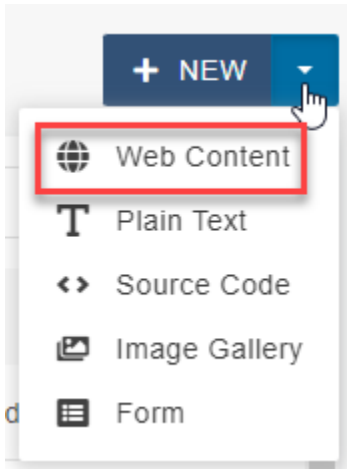 + NEW
Web Content
Plain Text
Source Code
Image Gallery
d
Form